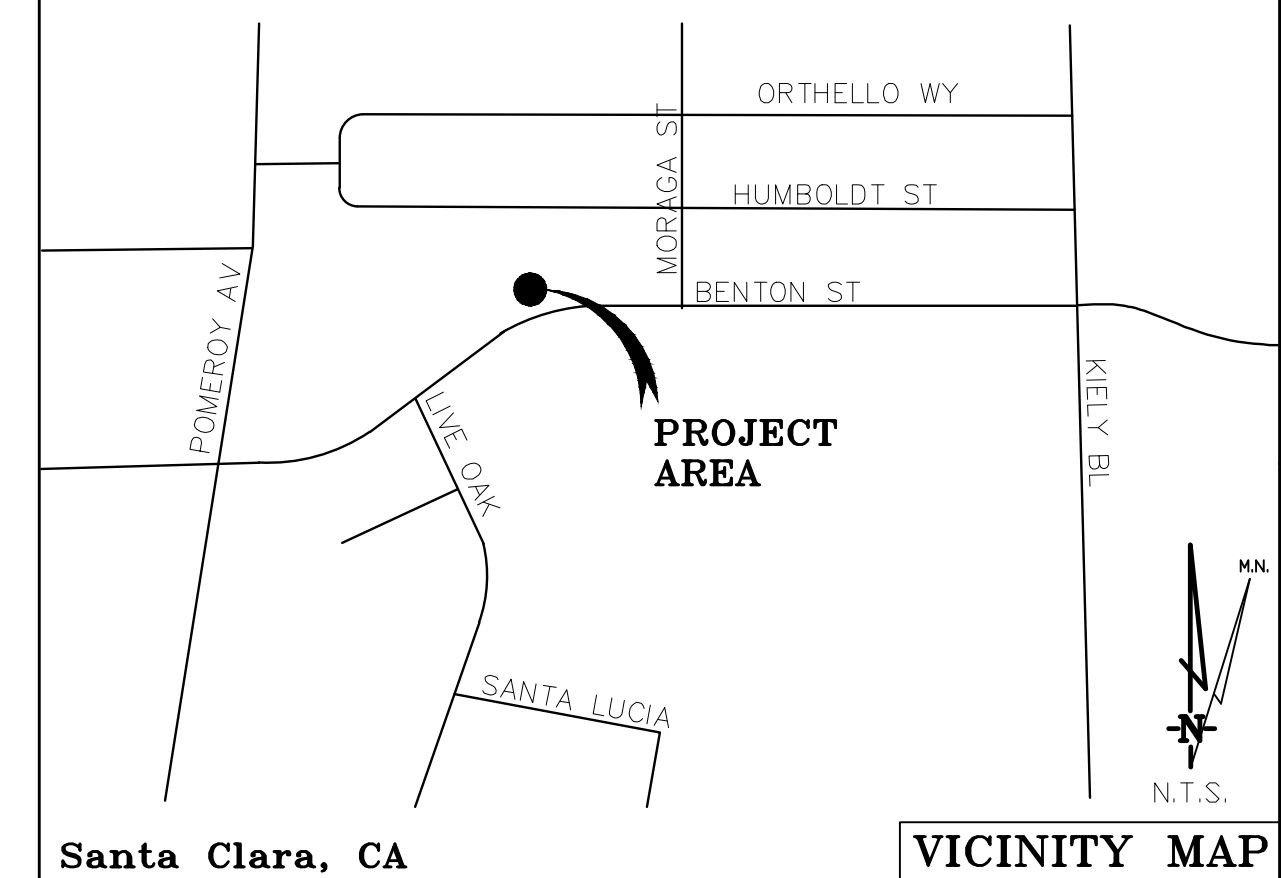 ORTHELLO WY
MORAGA ST
HUMBOLDT ST
BENTON ST
POMEROY AV
KIELY BL
LIVE OAK
PROJECT
AREA
SANTA LUCIA
M.N.
N
N.T.S.
Santa Clara, CA
VICINITY MAP